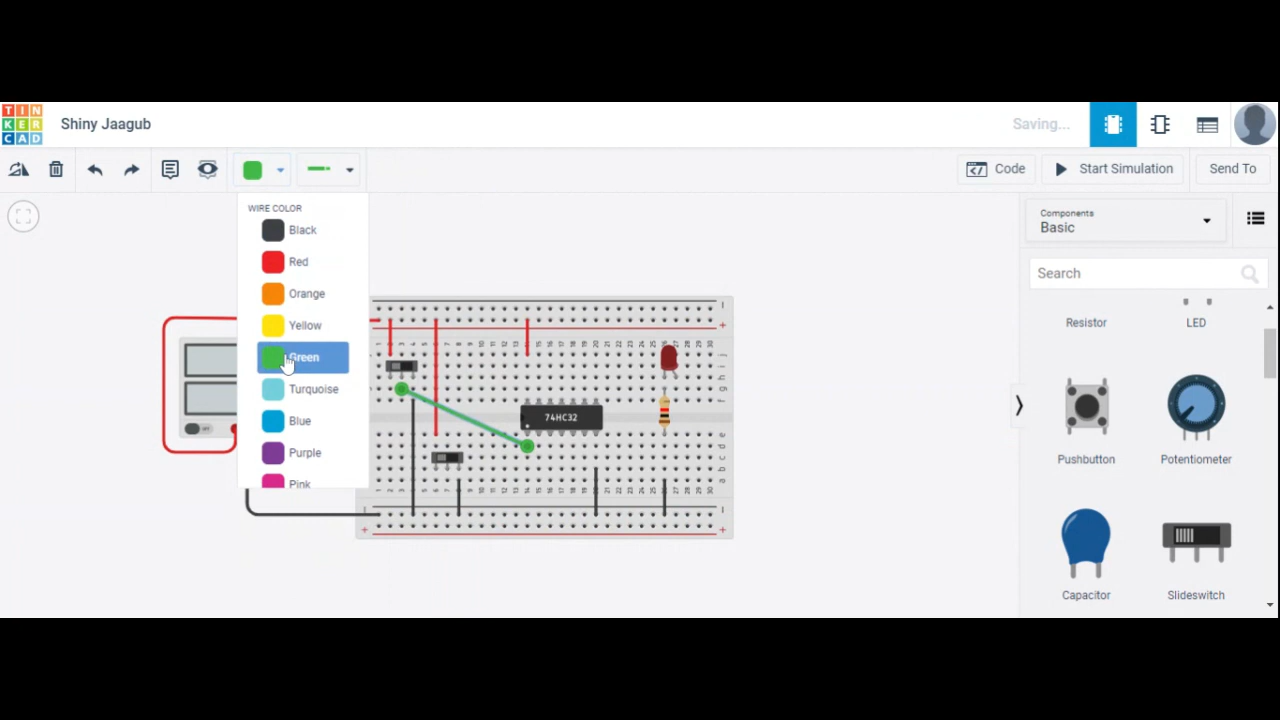 TIN
KER
CAD
Shiny Jaagub
Saving...
Code
Start Simulation
Send To
WIRE COLOR
Black
Red
Orange
Yellow
Green
Turquoise
Blue
Purple
Pink
74HC32
Components
Basic
Search
Resistor
LED
Pushbutton
Potentiometer
Capacitor
Slideswitch